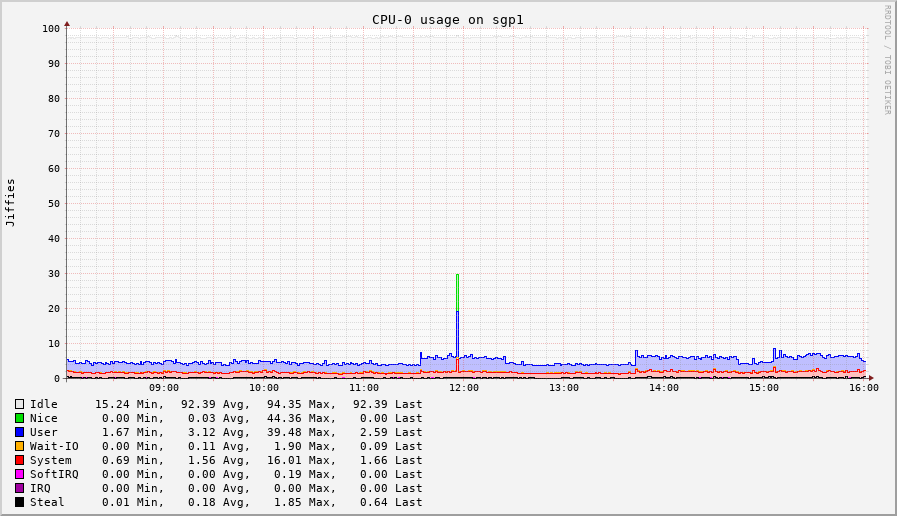 CPU-0 usage on sgp1
RRDTOOL / TOBI OETIKER
Jiffies
100
90
80
70
60
50
40
30
20
10
0
09:00 10:00 11:00 12:00 13:00 14:00 15:00 16:00
Idle 15.24 Min, 92.39 Avg, 94.35 Max, 92.39 Last
Nice 0.00 Min, 0.03 Avg, 44.36 Max, 0.00 Last
User 1.67 Min, 3.12 Avg, 39.48 Max, 2.59 Last
Wait-IO 0.00 Min, 0.11 Avg, 1.90 Max, 0.09 Last
System 0.69 Min, 1.56 Avg, 16.01 Max, 1.66 Last
SoftIRQ 0.00 Min, 0.00 Avg, 0.19 Max, 0.00 Last
IRQ 0.00 Min, 0.00 Avg, 0.00 Max, 0.00 Last
Steal 0.01 Min, 0.18 Avg, 1.85 Max, 0.64 Last